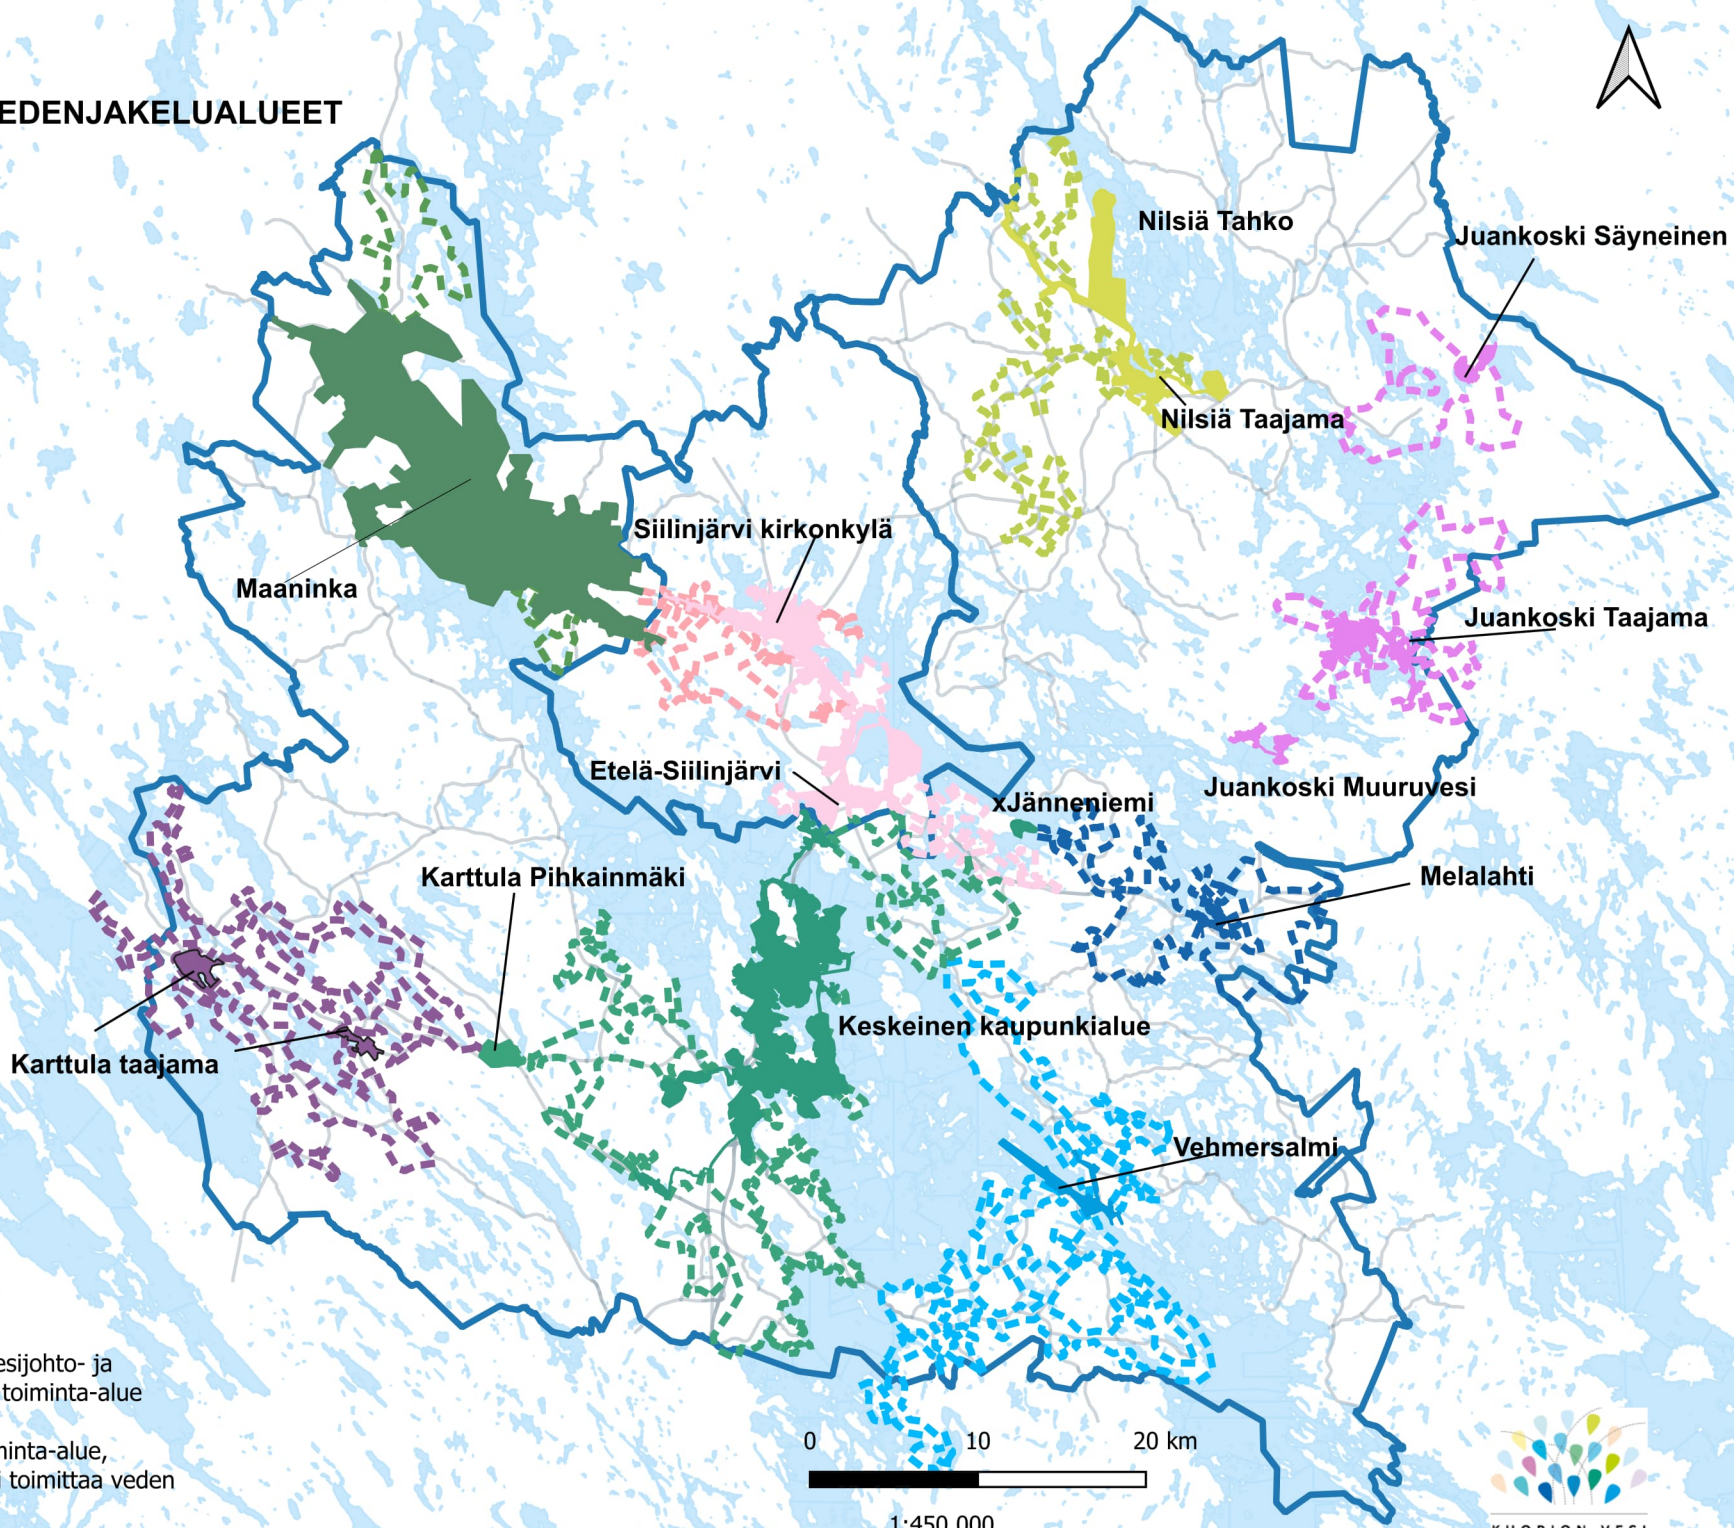 EDENJAKELUALUEET
Nilsiä Tahko
Juankoski Säyneinen
Nilsiä Taajama
Siilinjärvi kirkonkylä
Maaninka
Juankoski Taajama
Etelä-Siilinjärvi
xJänneniemi
Juankoski Muuruvesi
Karttula Pihkainmäki
Melalahti
Keskeinen kaupunkialue
Karttula taajama
Vehmersalmi
esijohto- ja
toiminta-alue
minta-alue,
i toimittaa veden
0 10 20 km
1:450 000